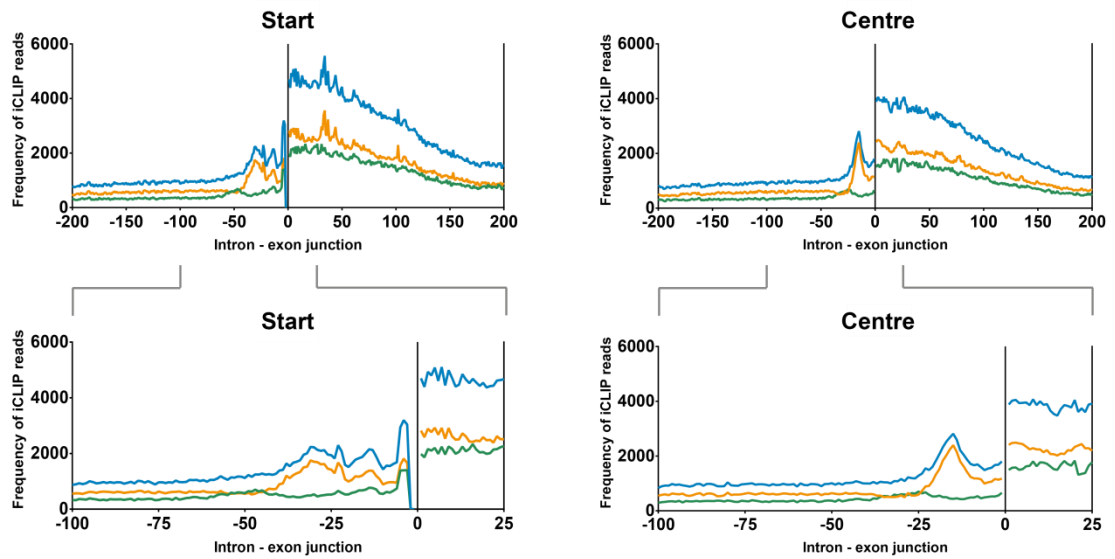 Start
Frequency of iCLIP reads
6000
4000
2000
0
-200 -150 -100 -50 0 50 100 150 200
Intron - exon junction
Centre
Frequency of iCLIP reads
6000
4000
2000
0
-200 -150 -100 -50 0 50 100 150 200
Intron - exon junction
Start
Frequency of iCLIP reads
6000
4000
2000
0
-100 -75 -50 -25 0 25
Intron - exon junction
Centre
Frequency of iCLIP reads
6000
4000
2000
0
-100 -75 -50 -25 0 25
Intron - exon junction